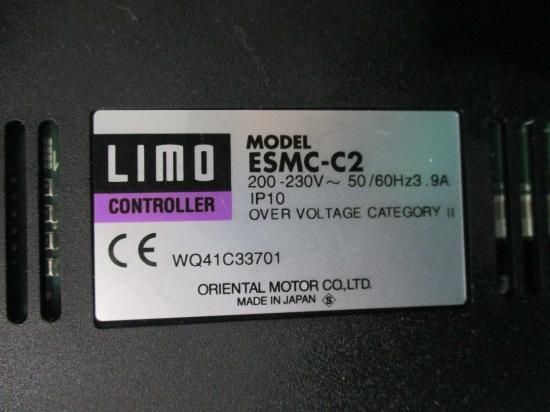 LIMO
CONTROLLER
MODEL
ESMC-C2
200-230V～ 50/60Hz3.9A
IP10
OVER VOLTAGE CATEGORY II
CE WQ41C33701
ORIENTAL MOTOR CO.,LTD.
MADE IN JAPAN S